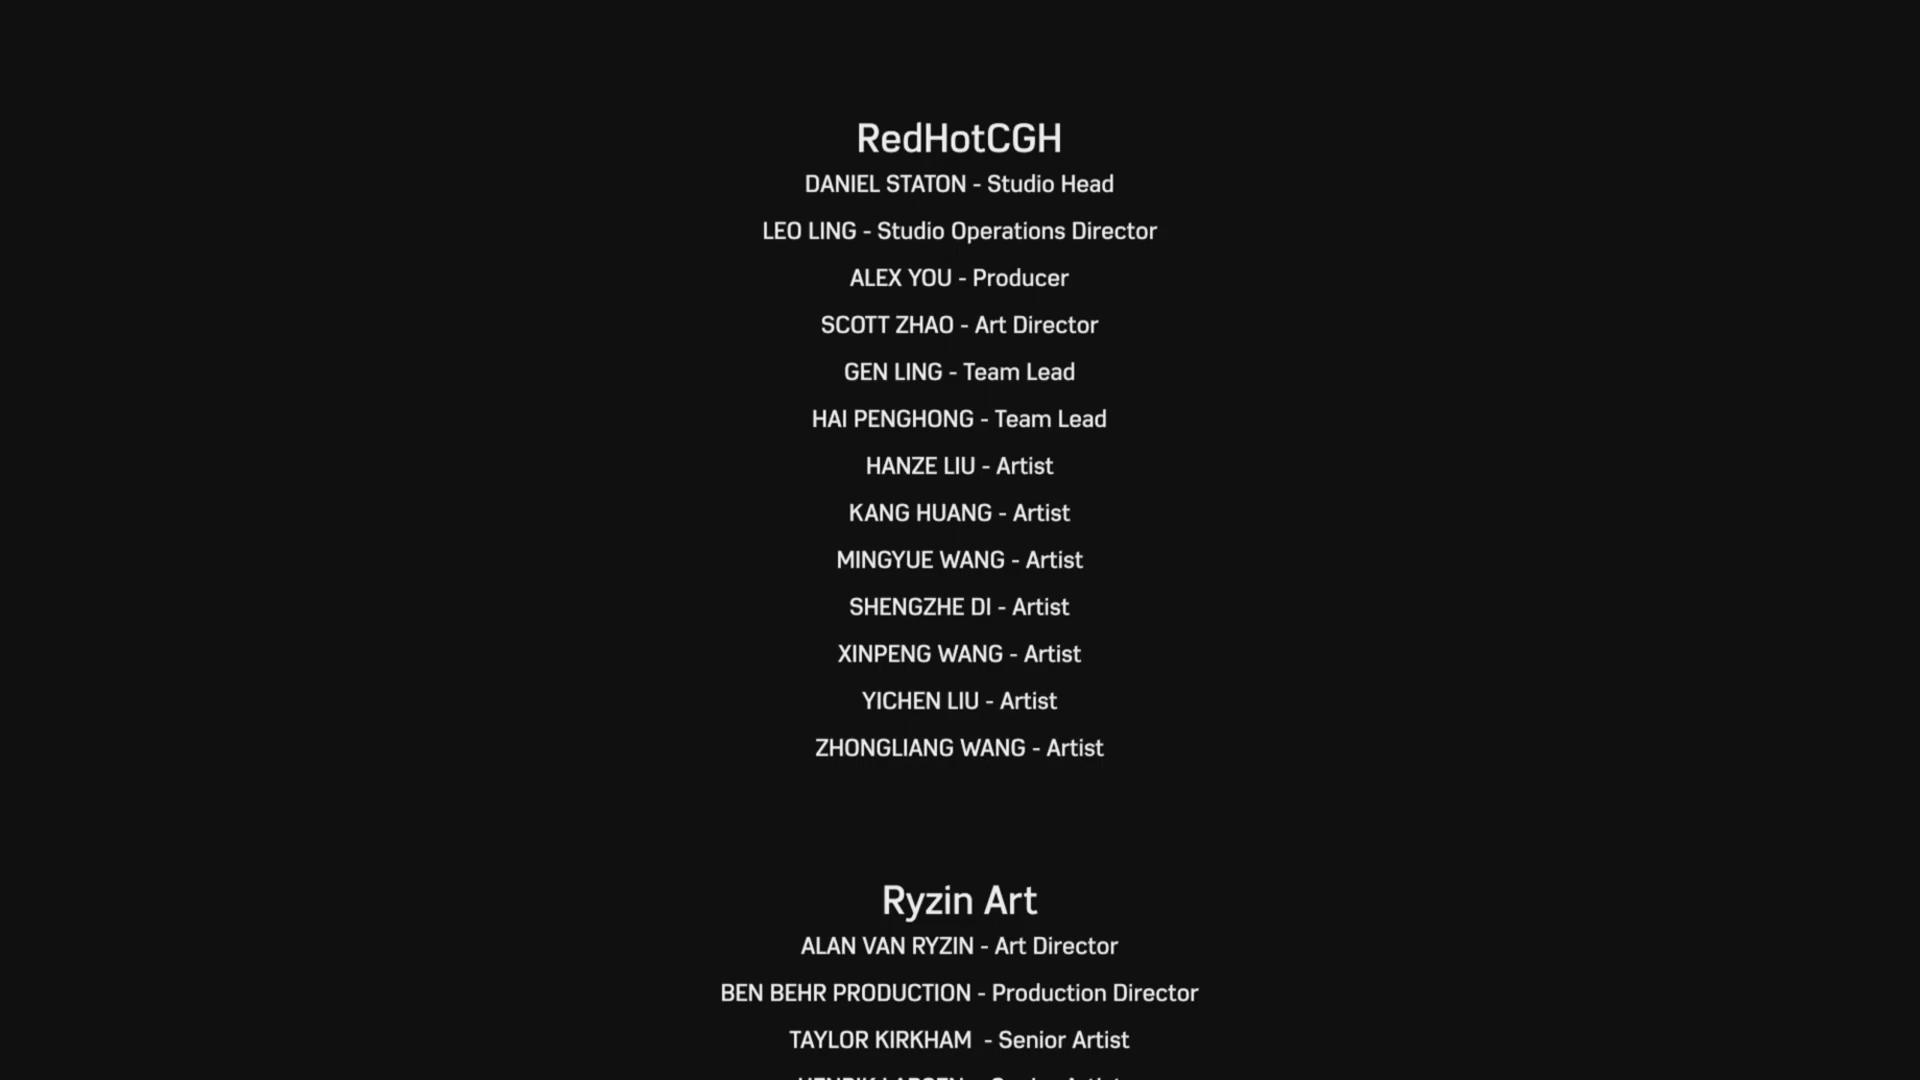 RedHotCGH
DANIEL STATON - Studio Head
LEO LING - Studio Operations Director
ALEX YOU - Producer
SCOTT ZHAO - Art Director
GEN LING - Team Lead
HAI PENGHONG - Team Lead
HANZE LIU - Artist
KANG HUANG - Artist
MINGYUE WANG - Artist
SHENGZHE DI - Artist
XINPENG WANG - Artist
YICHEN LIU - Artist
ZHONGLIANG WANG - Artist
Ryzin Art
ALAN VAN RYZIN - Art Director
BEN BEHR PRODUCTION - Production Director
TAYLOR KIRKHAM  - Senior Artist